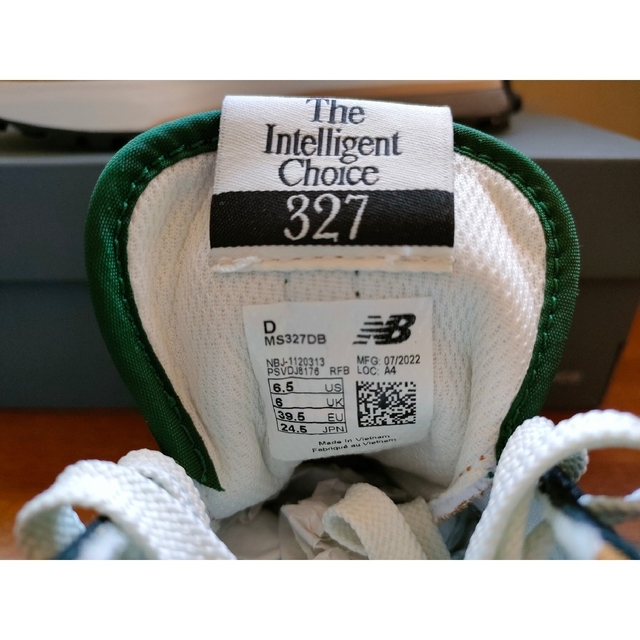 The
Intelligent
Choice
327
D
MS327DB
NB
NBJ-1120313
MFG: 07/2022
PSVDJ8176 RFB
LOC: A4
6.5 US
6 UK
39.5 EU
24.5 JPN
Made in Vietnam
Fabriqué au Vietnam